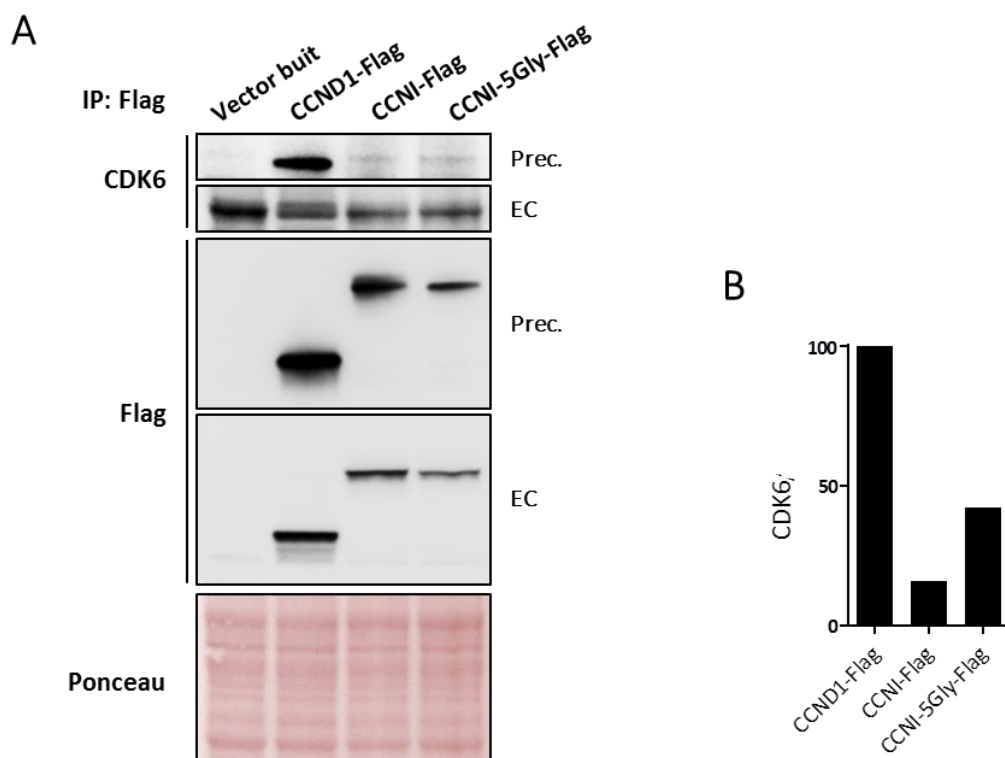 A
IP: Flag
Vector buit
CCND1-Flag
CCNI-Flag
CCNI-5Gly-Flag
CDK6
Prec.
EC
Flag
Prec.
EC
Ponceau
B
100
50
0
CDK6
CCND1-Flag
CCNI-Flag
CCNI-5Gly-Flag